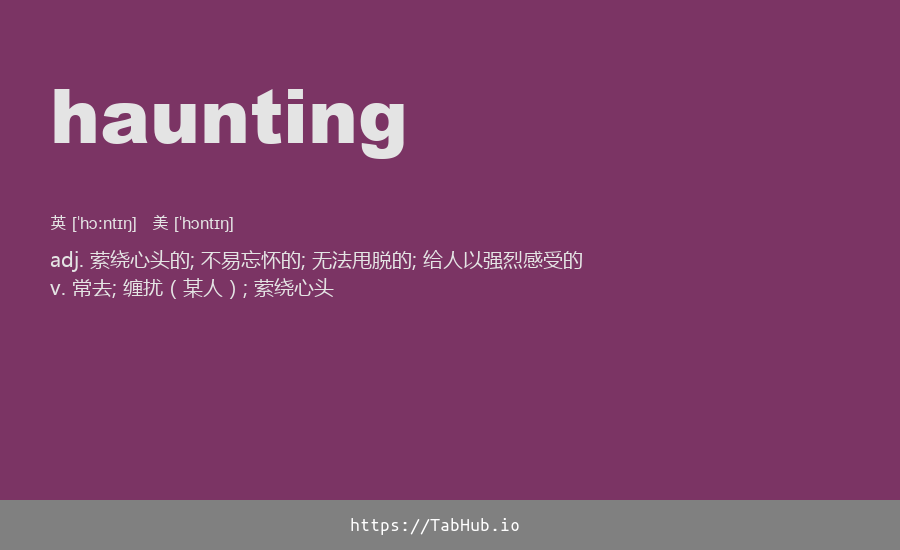 haunting
英 [ˈhɔːntɪŋ] 美 [ˈhɔntɪŋ]
adj. 萦绕心头的; 不易忘怀的; 无法甩脱的; 给人以强烈感受的
v. 常去; 缠扰（某人）; 萦绕心头
https://TabHub.io